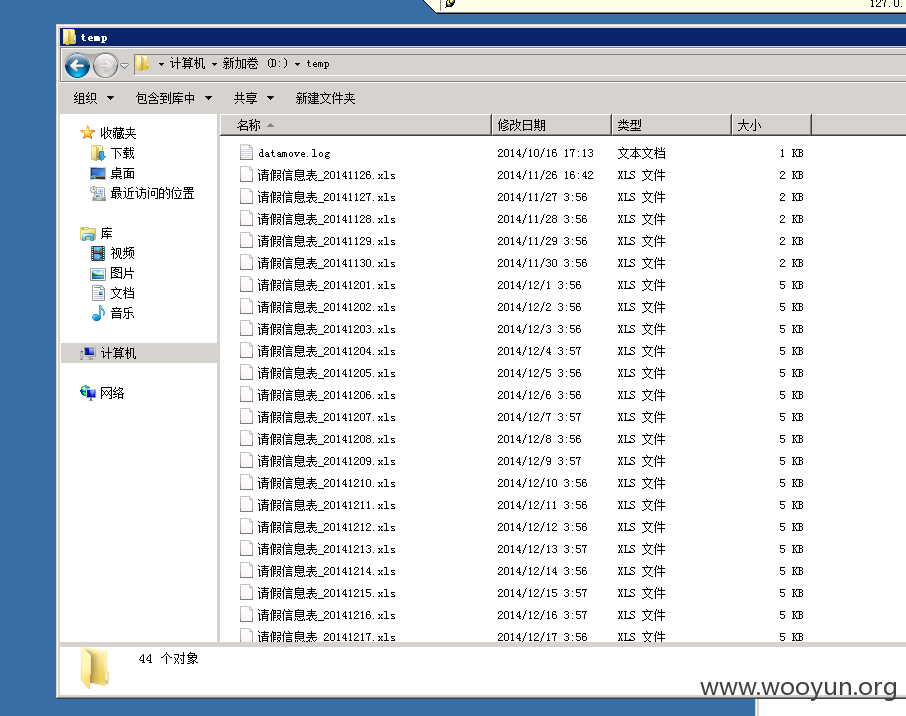 127.0.
temp
计算机 新加卷 (D:) temp
组织 包含到库中 共享 新建文件夹
收藏夹
下载
桌面
最近访问的位置
库
视频
图片
文档
音乐
计算机
网络
名称 修改日期 类型 大小
datamove.log 2014/10/16 17:13 文本文档 1 KB
请假信息表_20141126.xls 2014/11/26 16:42 XLS 文件 2 KB
请假信息表_20141127.xls 2014/11/27 3:56 XLS 文件 2 KB
请假信息表_20141128.xls 2014/11/28 3:56 XLS 文件 2 KB
请假信息表_20141129.xls 2014/11/29 3:56 XLS 文件 2 KB
请假信息表_20141130.xls 2014/11/30 3:56 XLS 文件 2 KB
请假信息表_20141201.xls 2014/12/1 3:56 XLS 文件 5 KB
请假信息表_20141202.xls 2014/12/2 3:56 XLS 文件 5 KB
请假信息表_20141203.xls 2014/12/3 3:56 XLS 文件 5 KB
请假信息表_20141204.xls 2014/12/4 3:57 XLS 文件 5 KB
请假信息表_20141205.xls 2014/12/5 3:56 XLS 文件 5 KB
请假信息表_20141206.xls 2014/12/6 3:56 XLS 文件 5 KB
请假信息表_20141207.xls 2014/12/7 3:57 XLS 文件 5 KB
请假信息表_20141208.xls 2014/12/8 3:56 XLS 文件 5 KB
请假信息表_20141209.xls 2014/12/9 3:57 XLS 文件 5 KB
请假信息表_20141210.xls 2014/12/10 3:56 XLS 文件 5 KB
请假信息表_20141211.xls 2014/12/11 3:56 XLS 文件 5 KB
请假信息表_20141212.xls 2014/12/12 3:56 XLS 文件 5 KB
请假信息表_20141213.xls 2014/12/13 3:57 XLS 文件 5 KB
请假信息表_20141214.xls 2014/12/14 3:56 XLS 文件 5 KB
请假信息表_20141215.xls 2014/12/15 3:57 XLS 文件 5 KB
请假信息表_20141216.xls 2014/12/16 3:57 XLS 文件 5 KB
请假信息表_20141217.xls 2014/12/17 3:56 XLS 文件 5 KB
44 个对象
www.wooyun.org